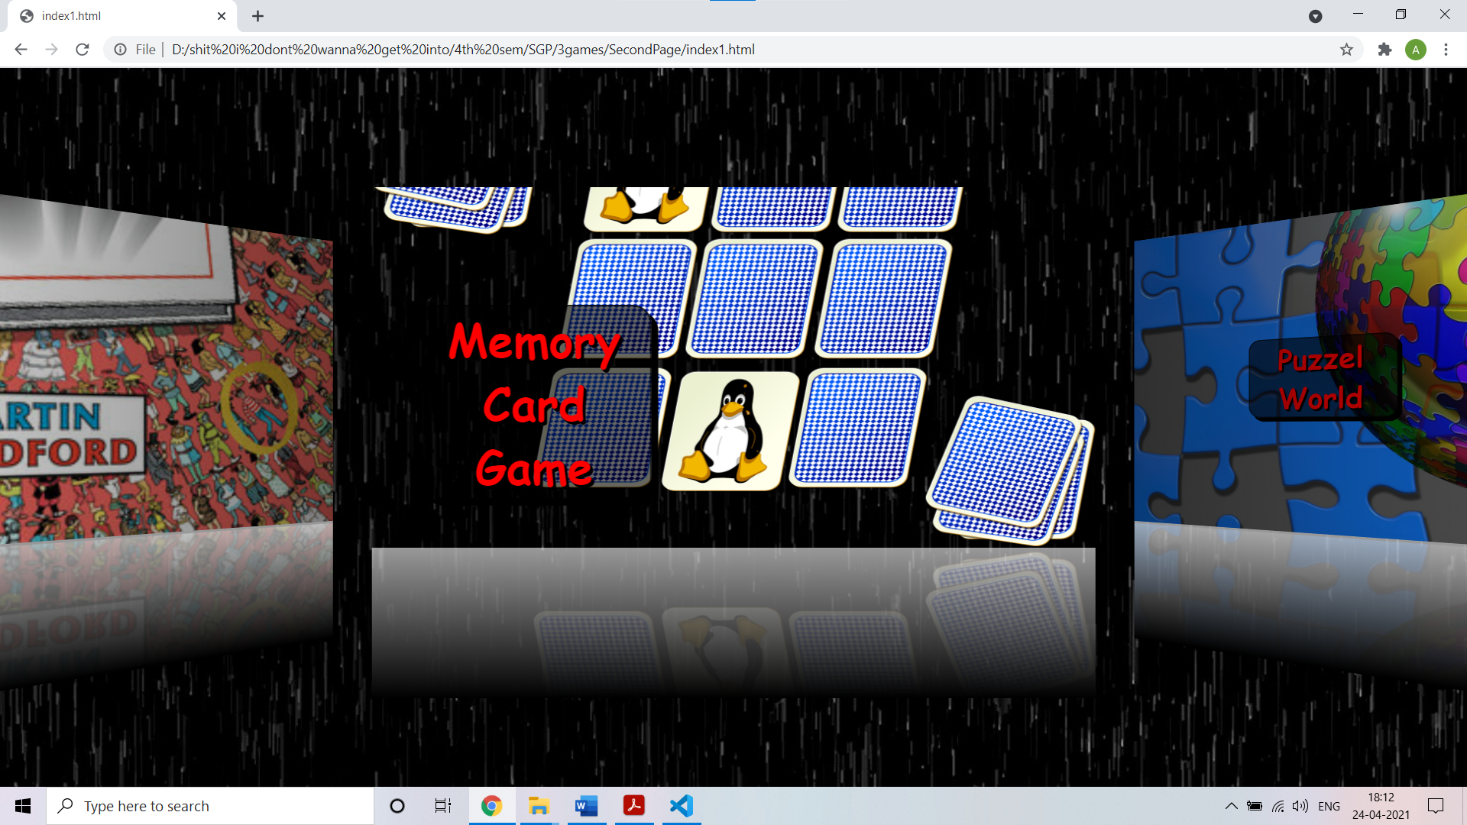 index1.html
File | D:/shit%20i%20dont%20wanna%20get%20into/4th%20sem/SGP/3games/SecondPage/index1.html
A
ARTIN
DFORD
Memory
Card
Game
Puzzel
World
Type here to search
ENG
18:12
24-04-2021